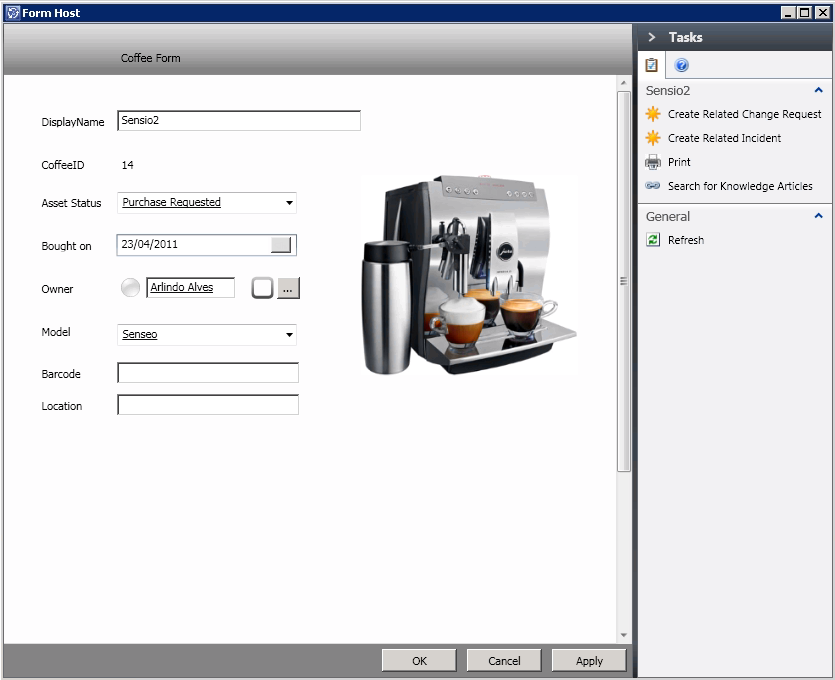 Form Host
Coffee Form
DisplayName Sensio2
CoffeeID 14
Asset Status Purchase Requested
Bought on 23/04/2011
Owner Arlindo Alves ...
Model Senseo
Barcode
Location
OK Cancel Apply
Tasks
Sensio2
Create Related Change Request
Create Related Incident
Print
Search for Knowledge Articles
General
Refresh